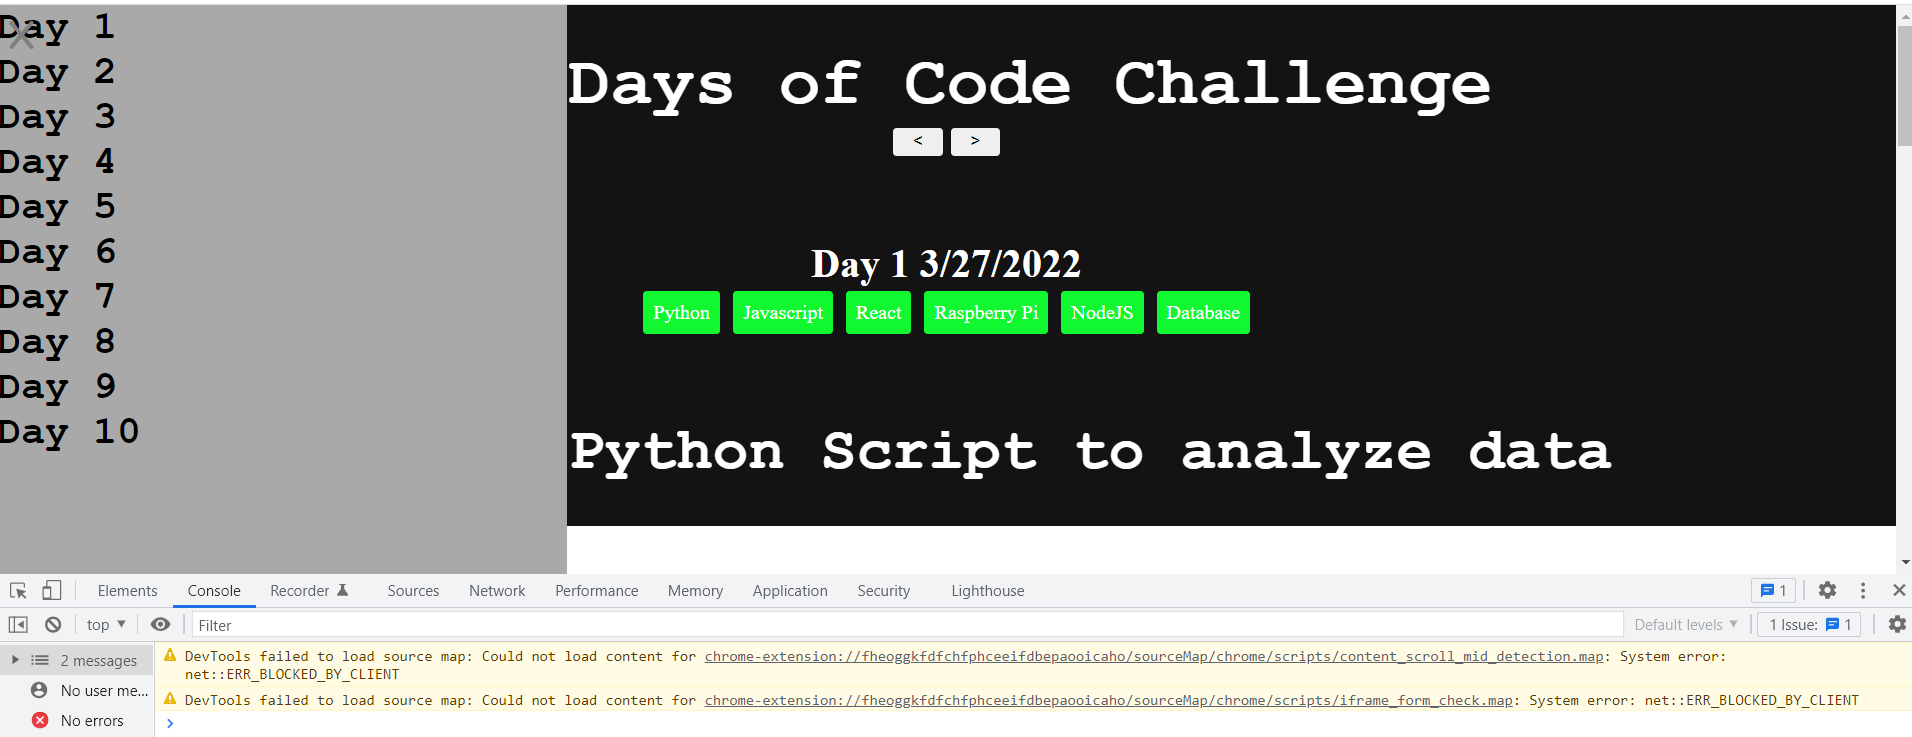 Day 1
Day 2
Day 3
Day 4
Day 5
Day 6
Day 7
Day 8
Day 9
Day 10
Days of Code Challenge
< >
Day 1 3/27/2022
Python Javascript React Raspberry Pi NodeJS Database
Python Script to analyze data
Elements Console Recorder Sources Network Performance Memory Application Security Lighthouse 1
top ▼ Filter Default levels ▼ 1 Issue: 1
2 messages
No user me...
No errors
DevTools failed to load source map: Could not load content for chrome-extension://fheoggkfdfchfphceeifdbepaooicaho/sourceMap/chrome/scripts/content_scroll_mid_detection.map: System error:
net::ERR_BLOCKED_BY_CLIENT
DevTools failed to load source map: Could not load content for chrome-extension://fheoggkfdfchfphceeifdbepaooicaho/sourceMap/chrome/scripts/iframe_form_check.map: System error: net::ERR_BLOCKED_BY_CLIENT